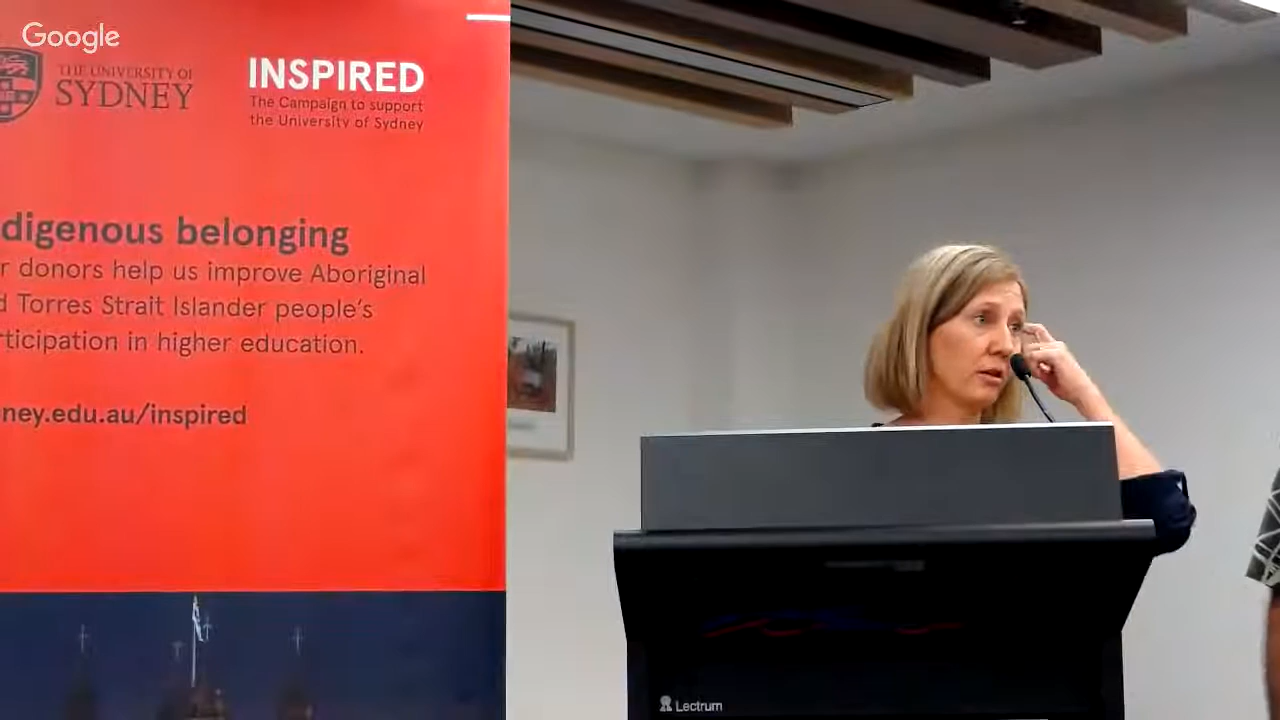 Google
THE UNIVERSITY OF
SYDNEY
INSPIRED
The Campaign to support
the University of Sydney
digenous belonging
r donors help us improve Aboriginal
d Torres Strait Islander people's
rticipation in higher education.
ney.edu.au/inspired
Lectrum